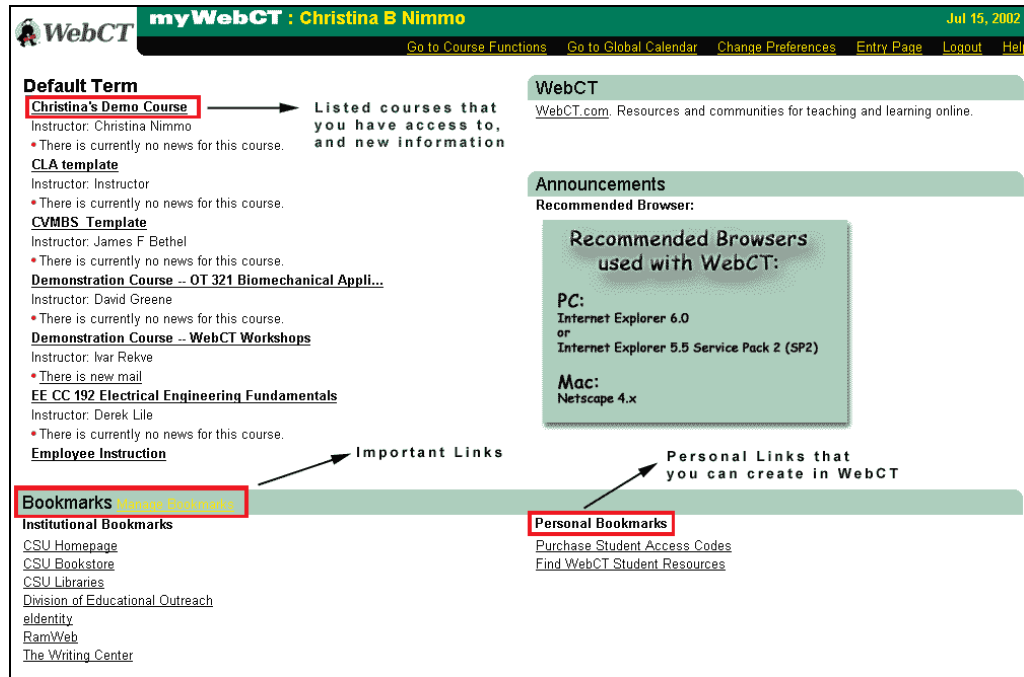 WebCT
myWebCT : Christina B Nimmo
Jul 15, 2002
Go to Course Functions Go to Global Calendar Change Preferences Entry Page Logout Help
Default Term
Christina's Demo Course
Instructor: Christina Nimmo
• There is currently no news for this course.
CLA template
Instructor: Instructor
• There is currently no news for this course.
CVMBS Template
Instructor: James F Bethel
• There is currently no news for this course.
Demonstration Course -- OT 321 Biomechanical Appli...
Instructor: David Greene
• There is currently no news for this course.
Demonstration Course -- WebCT Workshops
Instructor: Ivar Rekve
• There is new mail
EE CC 192 Electrical Engineering Fundamentals
Instructor: Derek Lile
• There is currently no news for this course.
Employee Instruction
Listed courses that
you have access to,
and new information
WebCT
WebCT.com. Resources and communities for teaching and learning online.
Announcements
Recommended Browser:
Recommended Browsers
used with WebCT:
PC:
Internet Explorer 6.0
or
Internet Explorer 5.5 Service Pack 2 (SP2)
Mac:
Netscape 4.x
Important Links
Personal Links that
you can create in WebCT
Bookmarks Manage Bookmarks
Institutional Bookmarks
CSU Homepage
CSU Bookstore
CSU Libraries
Division of Educational Outreach
eIdentity
RamWeb
The Writing Center
Personal Bookmarks
Purchase Student Access Codes
Find WebCT Student Resources